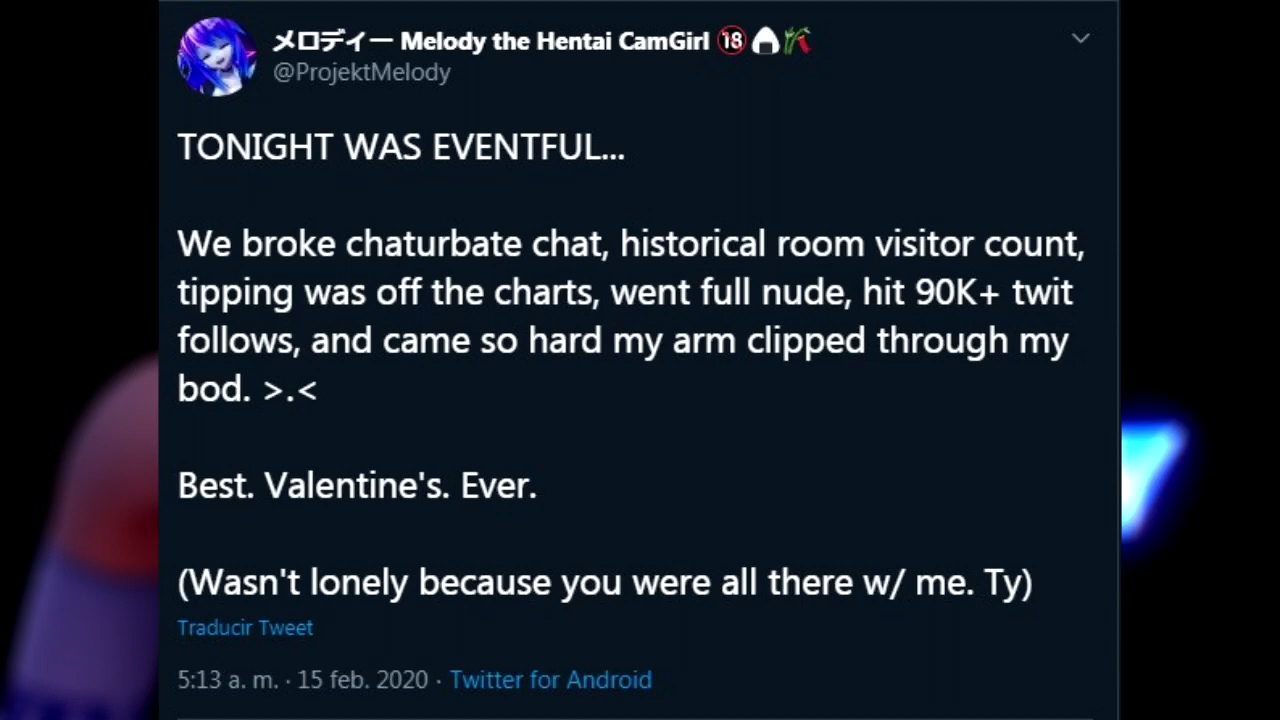 メロディー Melody the Hentai CamGirl 🔞🍙🎋
@ProjektMelody
TONIGHT WAS EVENTFUL...
We broke chaturbate chat, historical room visitor count,
tipping was off the charts, went full nude, hit 90K+ twit
follows, and came so hard my arm clipped through my
bod. >.<
Best. Valentine's. Ever.
(Wasn't lonely because you were all there w/ me. Ty)
Traducir Tweet
5:13 a. m. · 15 feb. 2020 · Twitter for Android